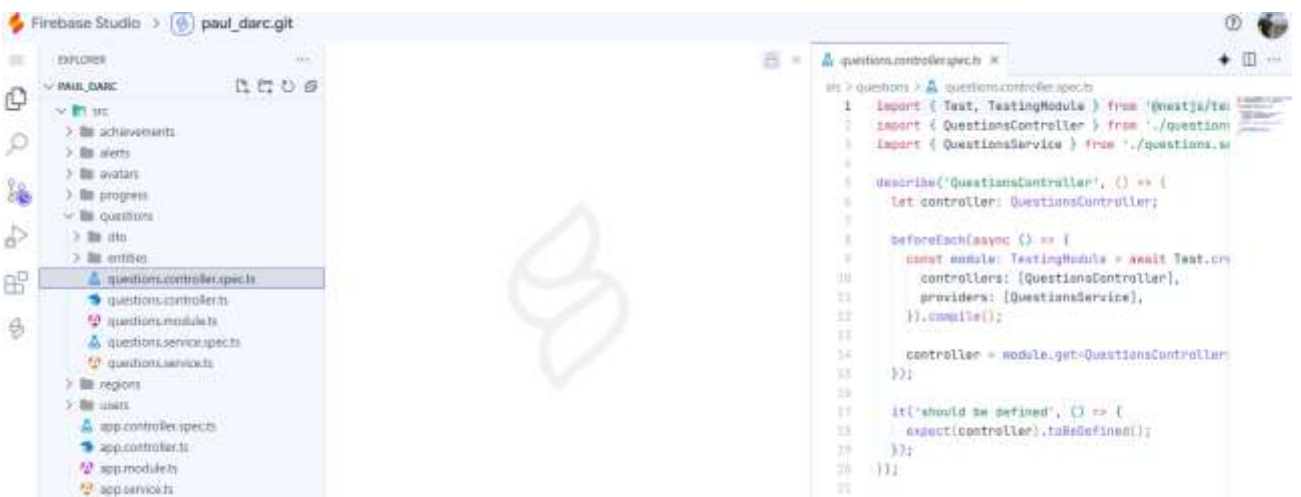 Firebase Studio > paul_darc.git
EXPLORER
PAUL_DARC
src
achievements
alerts
avatars
progress
questions
dto
entities
questions.controller.spec.ts
questions.controller.ts
questions.module.ts
questions.service.spec.ts
questions.service.ts
regions
users
app.controller.spec.ts
app.controller.ts
app.module.ts
app.service.ts
questions.controller.spec.ts
src > questions > questions.controller.spec.ts
1 import { Test, TestingModule } from '@nestjs/te
2 import { QuestionsController } from './question
3 import { QuestionsService } from './questions.se
4
5 describe('QuestionsController', () => {
6 let controller: QuestionsController;
7
8 beforeEach(async () => {
9 const module: TestingModule = await Test.cre
10 controllers: [QuestionsController],
11 providers: [QuestionsService],
12 }).compile();
13
14 controller = module.get<QuestionsController
15 });
16
17 it('should be defined', () => {
18 expect(controller).toBeDefined();
19 });
20 });
21